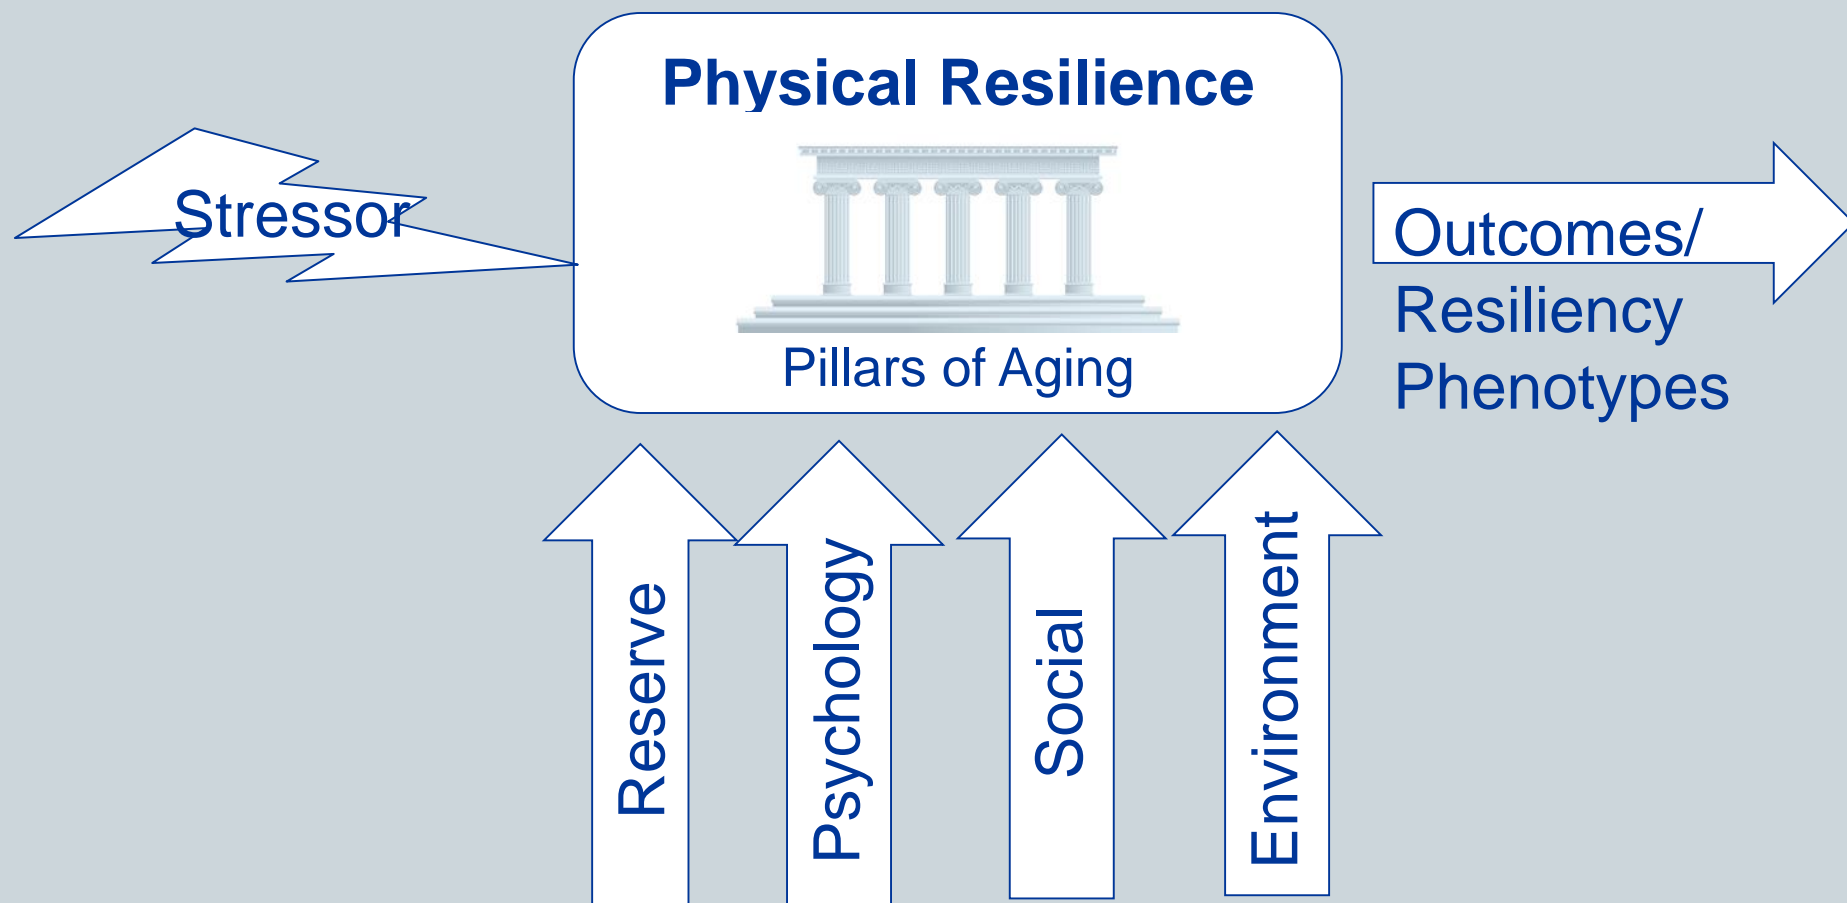 Physical Resilience
Stressor
Pillars of Aging
Outcomes/
Resiliency
Phenotypes
Reserve
Psychology
Social
Environment